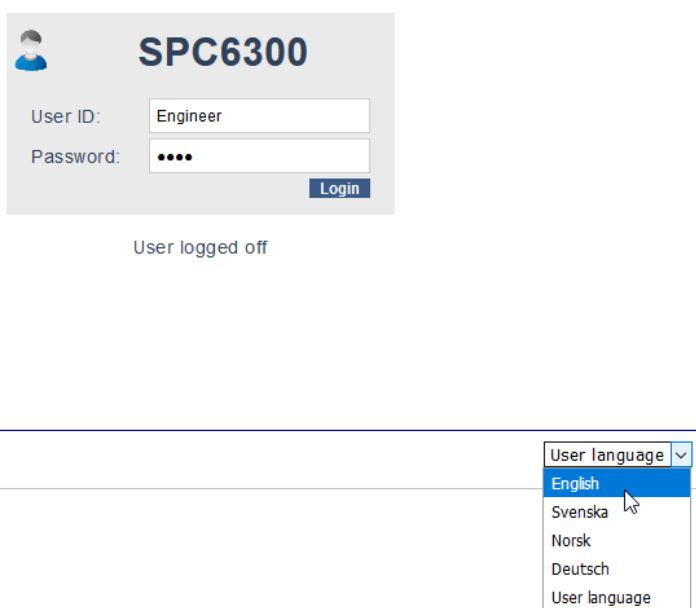 SPC6300
User ID: Engineer
Password: ••••
Login
User logged off
User language
English
Svenska
Norsk
Deutsch
User language